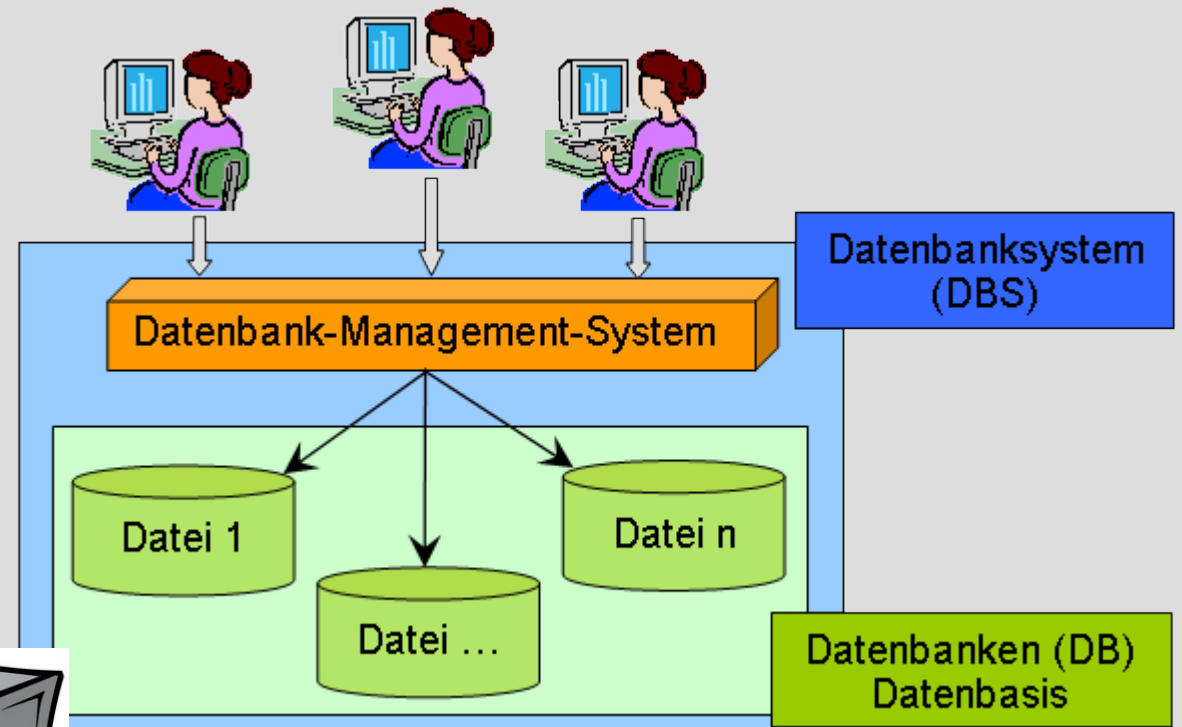 Datenbanksystem
(DBS)
Datenbank-Management-System
Datei 1
Datei n
Datei ...
Datenbanken (DB)
Datenbasis